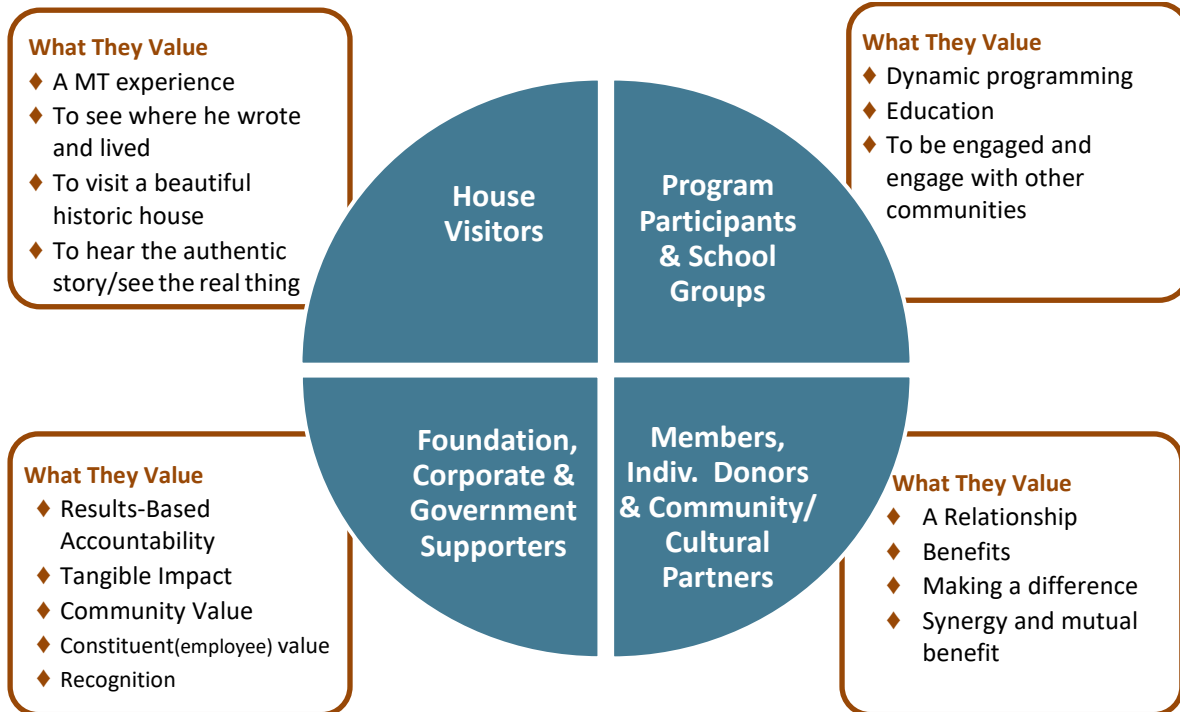 What They Value
♦ A MT experience
♦ To see where he wrote
and lived
♦ To visit a beautiful
historic house
♦ To hear the authentic
story/see the real thing
House
Visitors
Program
Participants
& School
Groups
What They Value
♦ Dynamic programming
♦ Education
♦ To be engaged and
engage with other
communities
What They Value
♦ Results-Based
Accountability
♦ Tangible Impact
♦ Community Value
♦ Constituent(employee) value
♦ Recognition
Foundation,
Corporate &
Government
Supporters
Members,
Indiv. Donors
& Community/
Cultural
Partners
What They Value
♦ A Relationship
♦ Benefits
♦ Making a difference
♦ Synergy and mutual
benefit